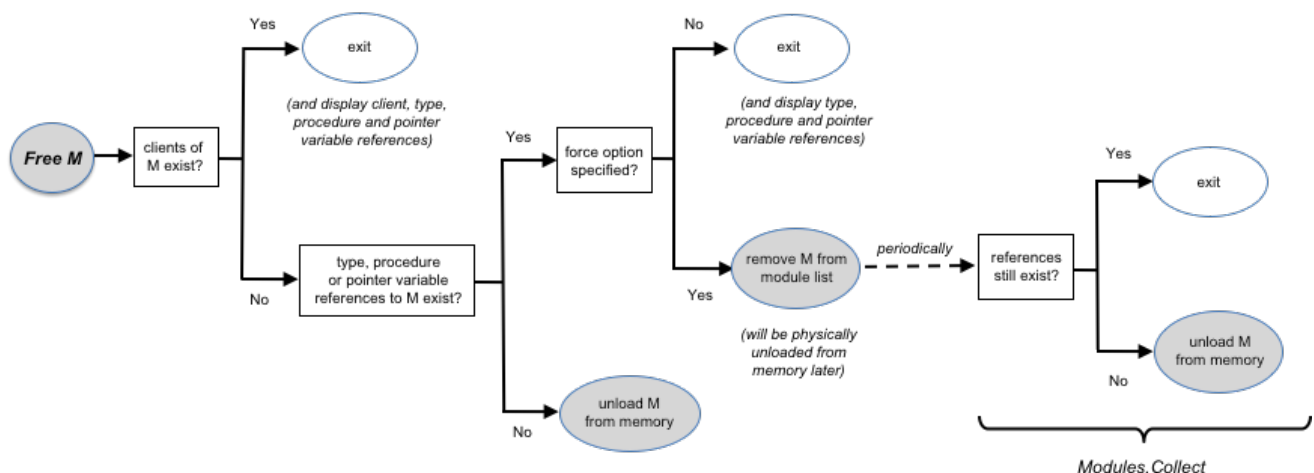 Free M
clients of
M exist?
Yes
exit
(and display client, type,
procedure and pointer
variable references)
No
type, procedure
or pointer variable
references to M exist?
Yes
force option
specified?
No
exit
(and display type,
procedure and pointer
variable references)
Yes
remove M from
module list
(will be physically
unloaded from
memory later)
No
unload M
from memory
periodically
references
still exist?
Yes
exit
No
unload M
from memory
Modules.Collect